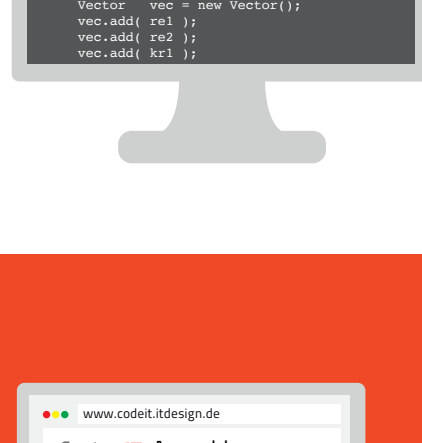 Vector   vec = new Vector();
vec.add( re1 );
vec.add( re2 );
vec.add( kr1 );
www.codeit.itdesign.de